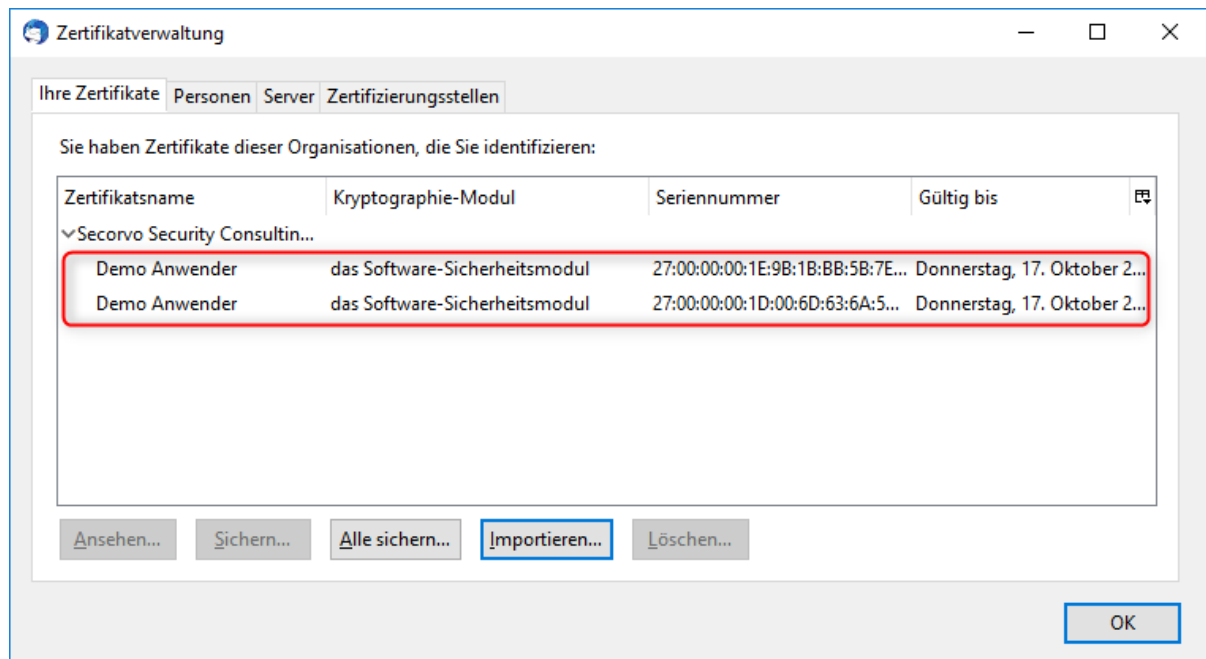 Zertifikatverwaltung
Ihre Zertifikate Personen Server Zertifizierungsstellen
Sie haben Zertifikate dieser Organisationen, die Sie identifizieren:
Zertifikatsname Kryptographie-Modul Seriennummer Gültig bis
Secorvo Security Consultin...
Demo Anwender das Software-Sicherheitsmodul 27:00:00:00:1E:9B:1B:BB:5B:7E... Donnerstag, 17. Oktober 2...
Demo Anwender das Software-Sicherheitsmodul 27:00:00:00:1D:00:6D:63:6A:5... Donnerstag, 17. Oktober 2...
Ansehen... Sichern... Alle sichern... Importieren... Löschen...
OK